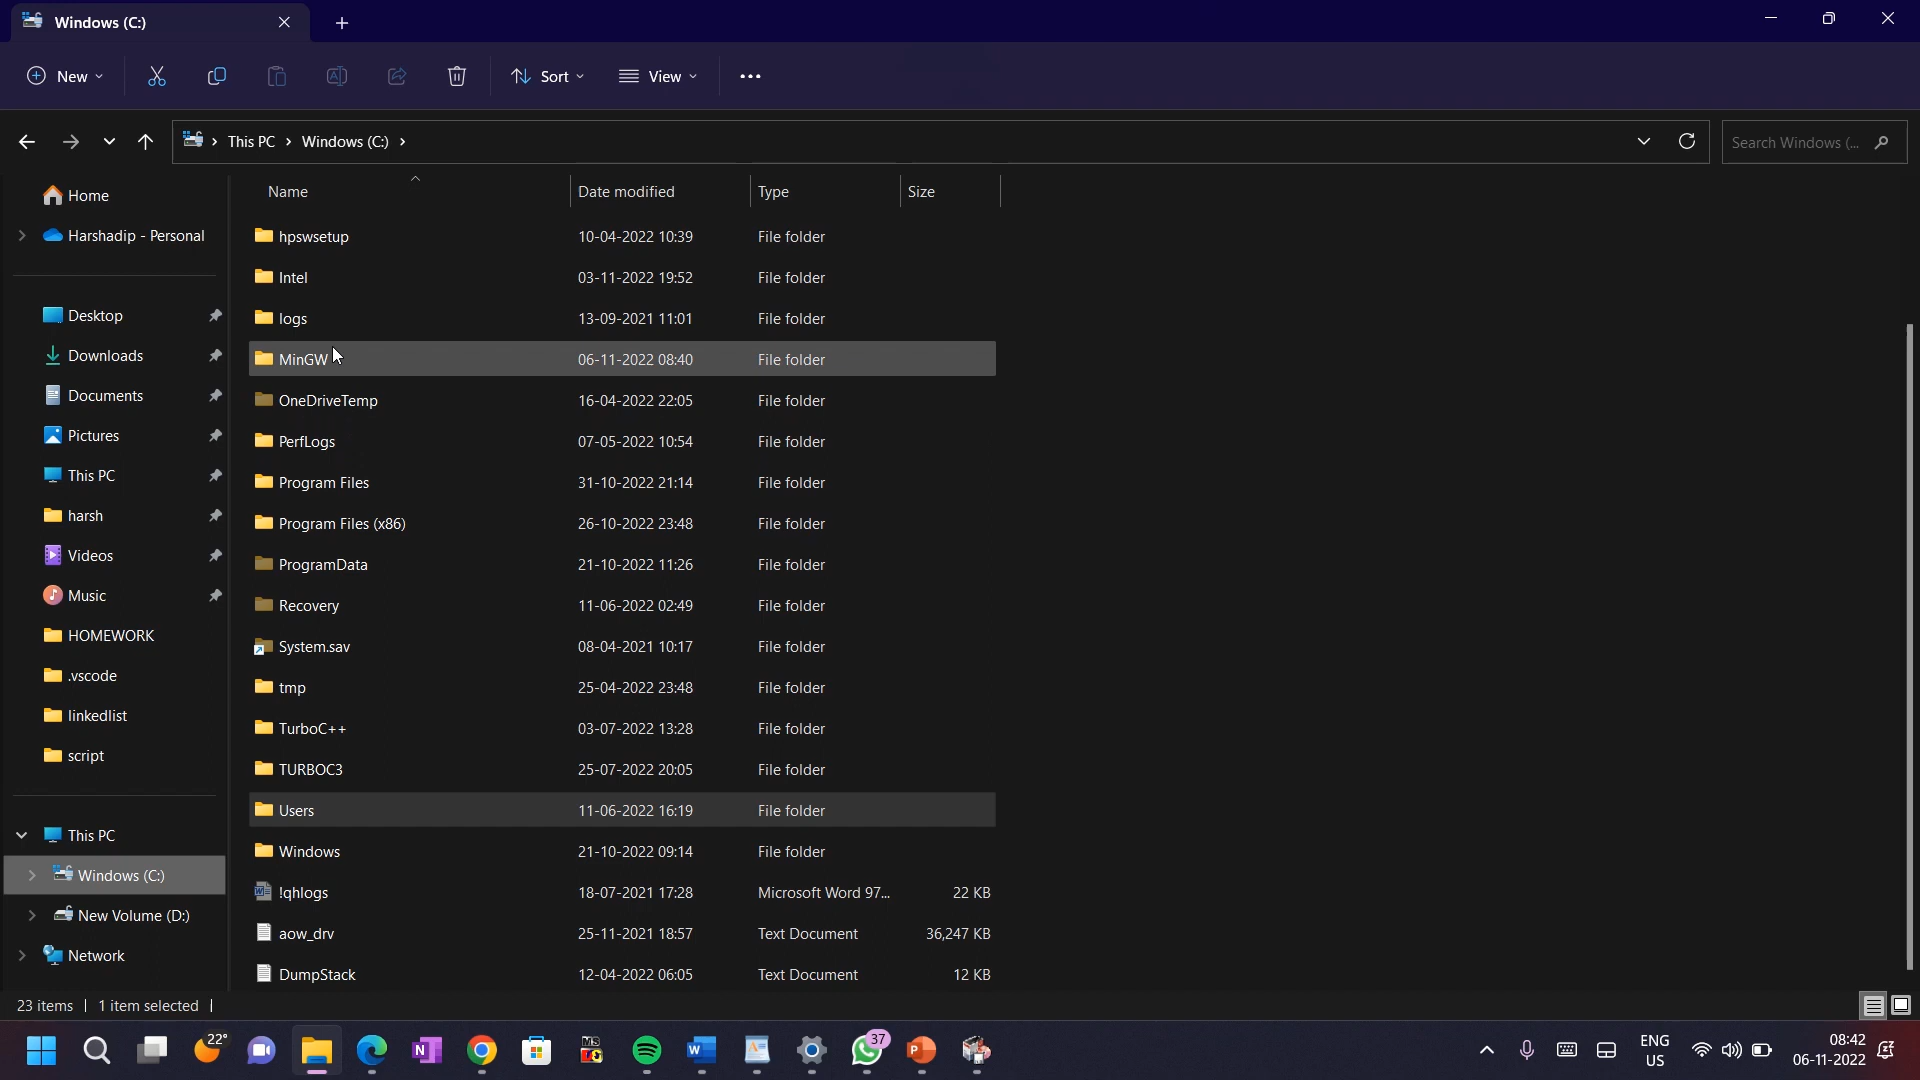 Windows (C:)
New
Sort
View
This PC
Windows (C:)
Search Windows (...
Home
Harshadip - Personal
Desktop
Downloads
Documents
Pictures
This PC
harsh
Videos
Music
HOMEWORK
.vscode
linkedlist
script
This PC
Windows (C:)
New Volume (D:)
Network
Name Date modified Type Size
hpswsetup 10-04-2022 10:39 File folder
Intel 03-11-2022 19:52 File folder
logs 13-09-2021 11:01 File folder
MinGW 06-11-2022 08:40 File folder
OneDriveTemp 16-04-2022 22:05 File folder
PerfLogs 07-05-2022 10:54 File folder
Program Files 31-10-2022 21:14 File folder
Program Files (x86) 26-10-2022 23:48 File folder
ProgramData 21-10-2022 11:26 File folder
Recovery 11-06-2022 02:49 File folder
System.sav 08-04-2021 10:17 File folder
tmp 25-04-2022 23:48 File folder
TurboC++ 03-07-2022 13:28 File folder
TURBOC3 25-07-2022 20:05 File folder
Users 11-06-2022 16:19 File folder
Windows 21-10-2022 09:14 File folder
!qhlogs 18-07-2021 17:28 Microsoft Word 97... 22 KB
aow_drv 25-11-2021 18:57 Text Document 36,247 KB
DumpStack 12-04-2022 06:05 Text Document 12 KB
23 items 1 item selected
22°
37
ENG
US
08:42
06-11-2022